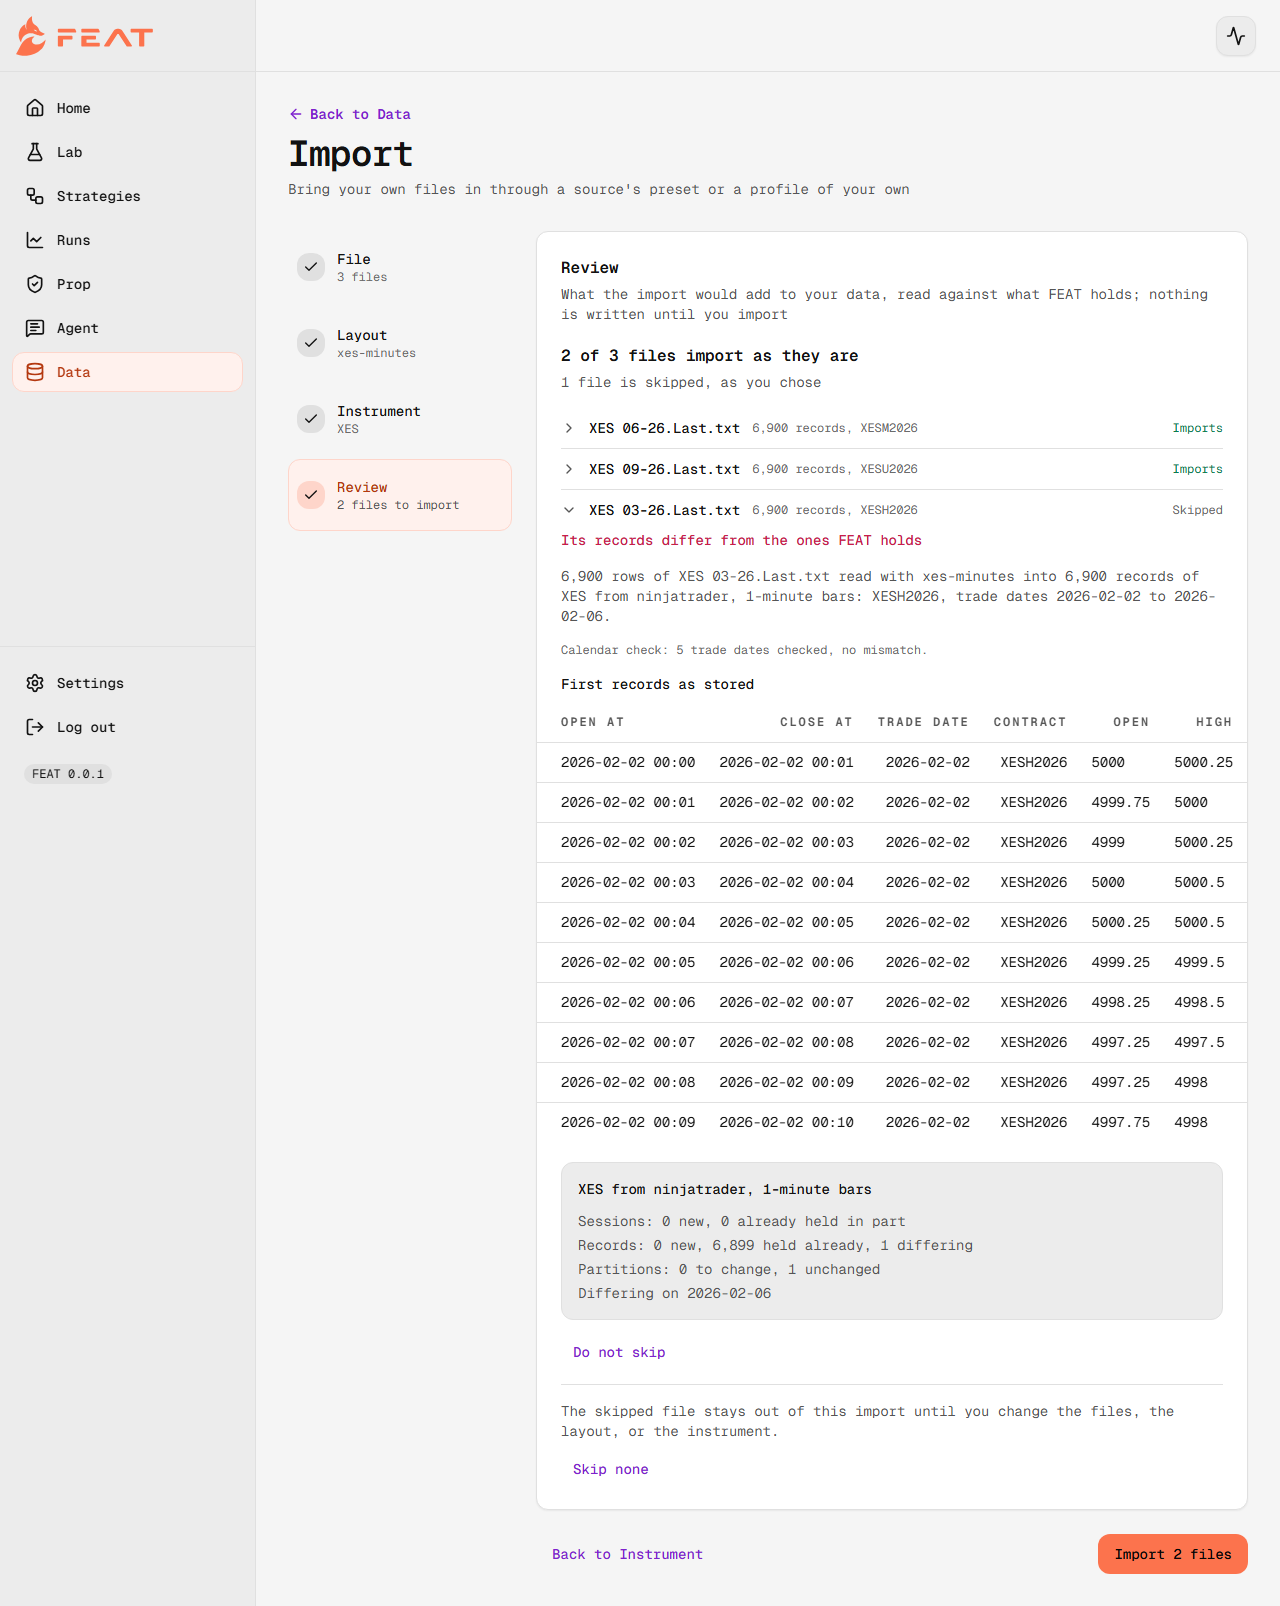 FEAT
Home
Lab
Strategies
Runs
Prop
Agent
Data
Settings
Log out
FEAT 0.0.1
Back to Data
Import
Bring your own files in through a source's preset or a profile of your own
File
3 files
Layout
xes-minutes
Instrument
XES
Review
2 files to import
Review
What the import would add to your data, read against what FEAT holds; nothing
is written until you import
2 of 3 files import as they are
1 file is skipped, as you chose
XES 06-26.Last.txt 6,900 records, XESM2026 Imports
XES 09-26.Last.txt 6,900 records, XESU2026 Imports
XES 03-26.Last.txt 6,900 records, XESH2026 Skipped
Its records differ from the ones FEAT holds
6,900 rows of XES 03-26.Last.txt read with xes-minutes into 6,900 records of
XES from ninjatrader, 1-minute bars: XESH2026, trade dates 2026-02-02 to 2026-
02-06.
Calendar check: 5 trade dates checked, no mismatch.
First records as stored
OPEN AT CLOSE AT TRADE DATE CONTRACT OPEN HIGH
2026-02-02 00:00 2026-02-02 00:01 2026-02-02 XESH2026 5000 5000.25
2026-02-02 00:01 2026-02-02 00:02 2026-02-02 XESH2026 4999.75 5000
2026-02-02 00:02 2026-02-02 00:03 2026-02-02 XESH2026 4999 5000.25
2026-02-02 00:03 2026-02-02 00:04 2026-02-02 XESH2026 5000 5000.5
2026-02-02 00:04 2026-02-02 00:05 2026-02-02 XESH2026 5000.25 5000.5
2026-02-02 00:05 2026-02-02 00:06 2026-02-02 XESH2026 4999.25 4999.5
2026-02-02 00:06 2026-02-02 00:07 2026-02-02 XESH2026 4998.25 4998.5
2026-02-02 00:07 2026-02-02 00:08 2026-02-02 XESH2026 4997.25 4997.5
2026-02-02 00:08 2026-02-02 00:09 2026-02-02 XESH2026 4997.25 4998
2026-02-02 00:09 2026-02-02 00:10 2026-02-02 XESH2026 4997.75 4998
XES from ninjatrader, 1-minute bars
Sessions: 0 new, 0 already held in part
Records: 0 new, 6,899 held already, 1 differing
Partitions: 0 to change, 1 unchanged
Differing on 2026-02-06
Do not skip
The skipped file stays out of this import until you change the files, the
layout, or the instrument.
Skip none
Back to Instrument
Import 2 files